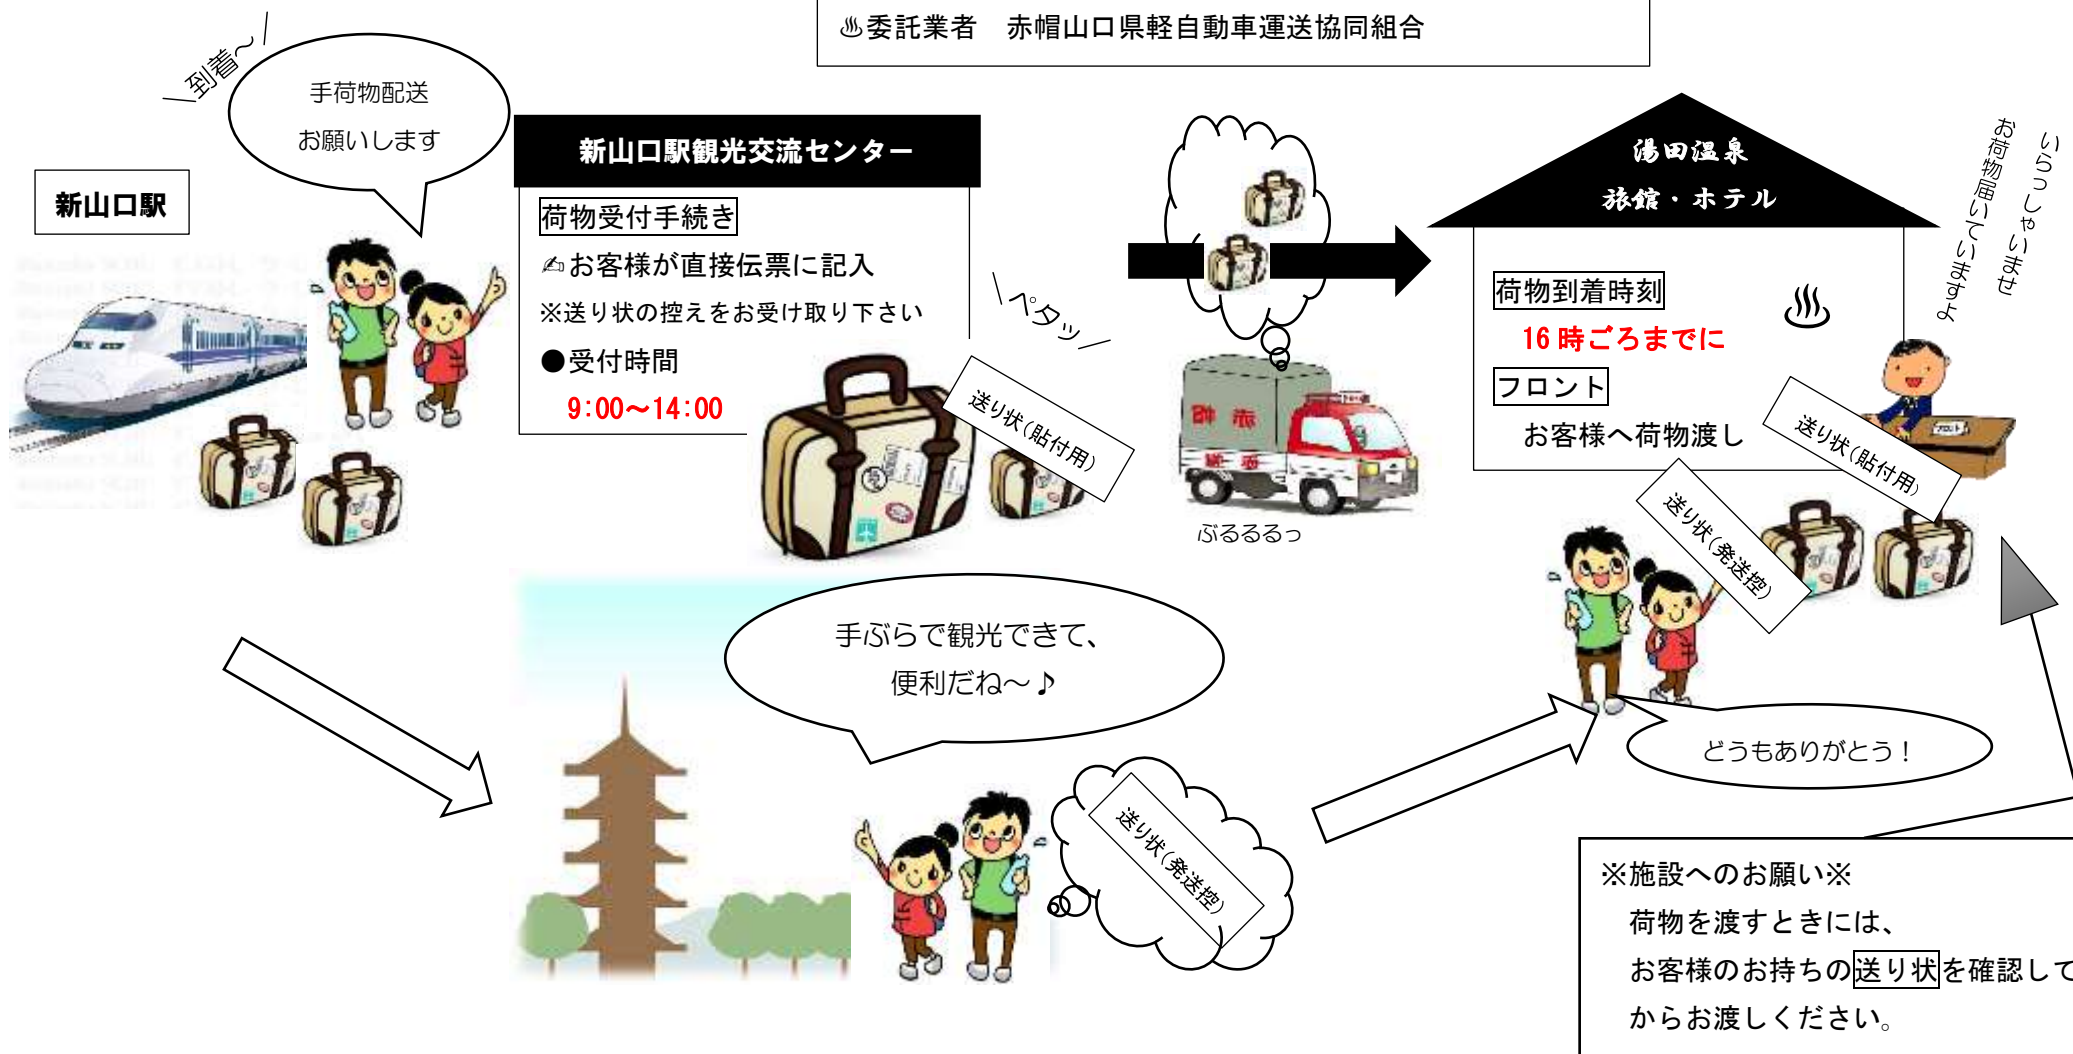 ♨委託業者 赤帽山口県軽自動車運送協同組合
\到着～/
手荷物配送
お願いします
新山口駅
新山口駅観光交流センター
荷物受付手続き
✍お客様が直接伝票に記入
※送り状の控えをお受け取り下さい
●受付時間
9:00～14:00
\ペタッ/
送り状(貼付用)
赤帽
ぶるるるっ
湯田温泉
旅館・ホテル
荷物到着時刻
16時ごろまでに
♨
フロント
お客様へ荷物渡し
いらっしゃいませ
お荷物届いていますよ
フロント
送り状(貼付用)
送り状(発送控)
どうもありがとう！
手ぶらで観光できて、
便利だね～♪
送り状(発送控)
※施設へのお願い※
荷物を渡すときには、
お客様のお持ちの送り状を確認して
からお渡しください。